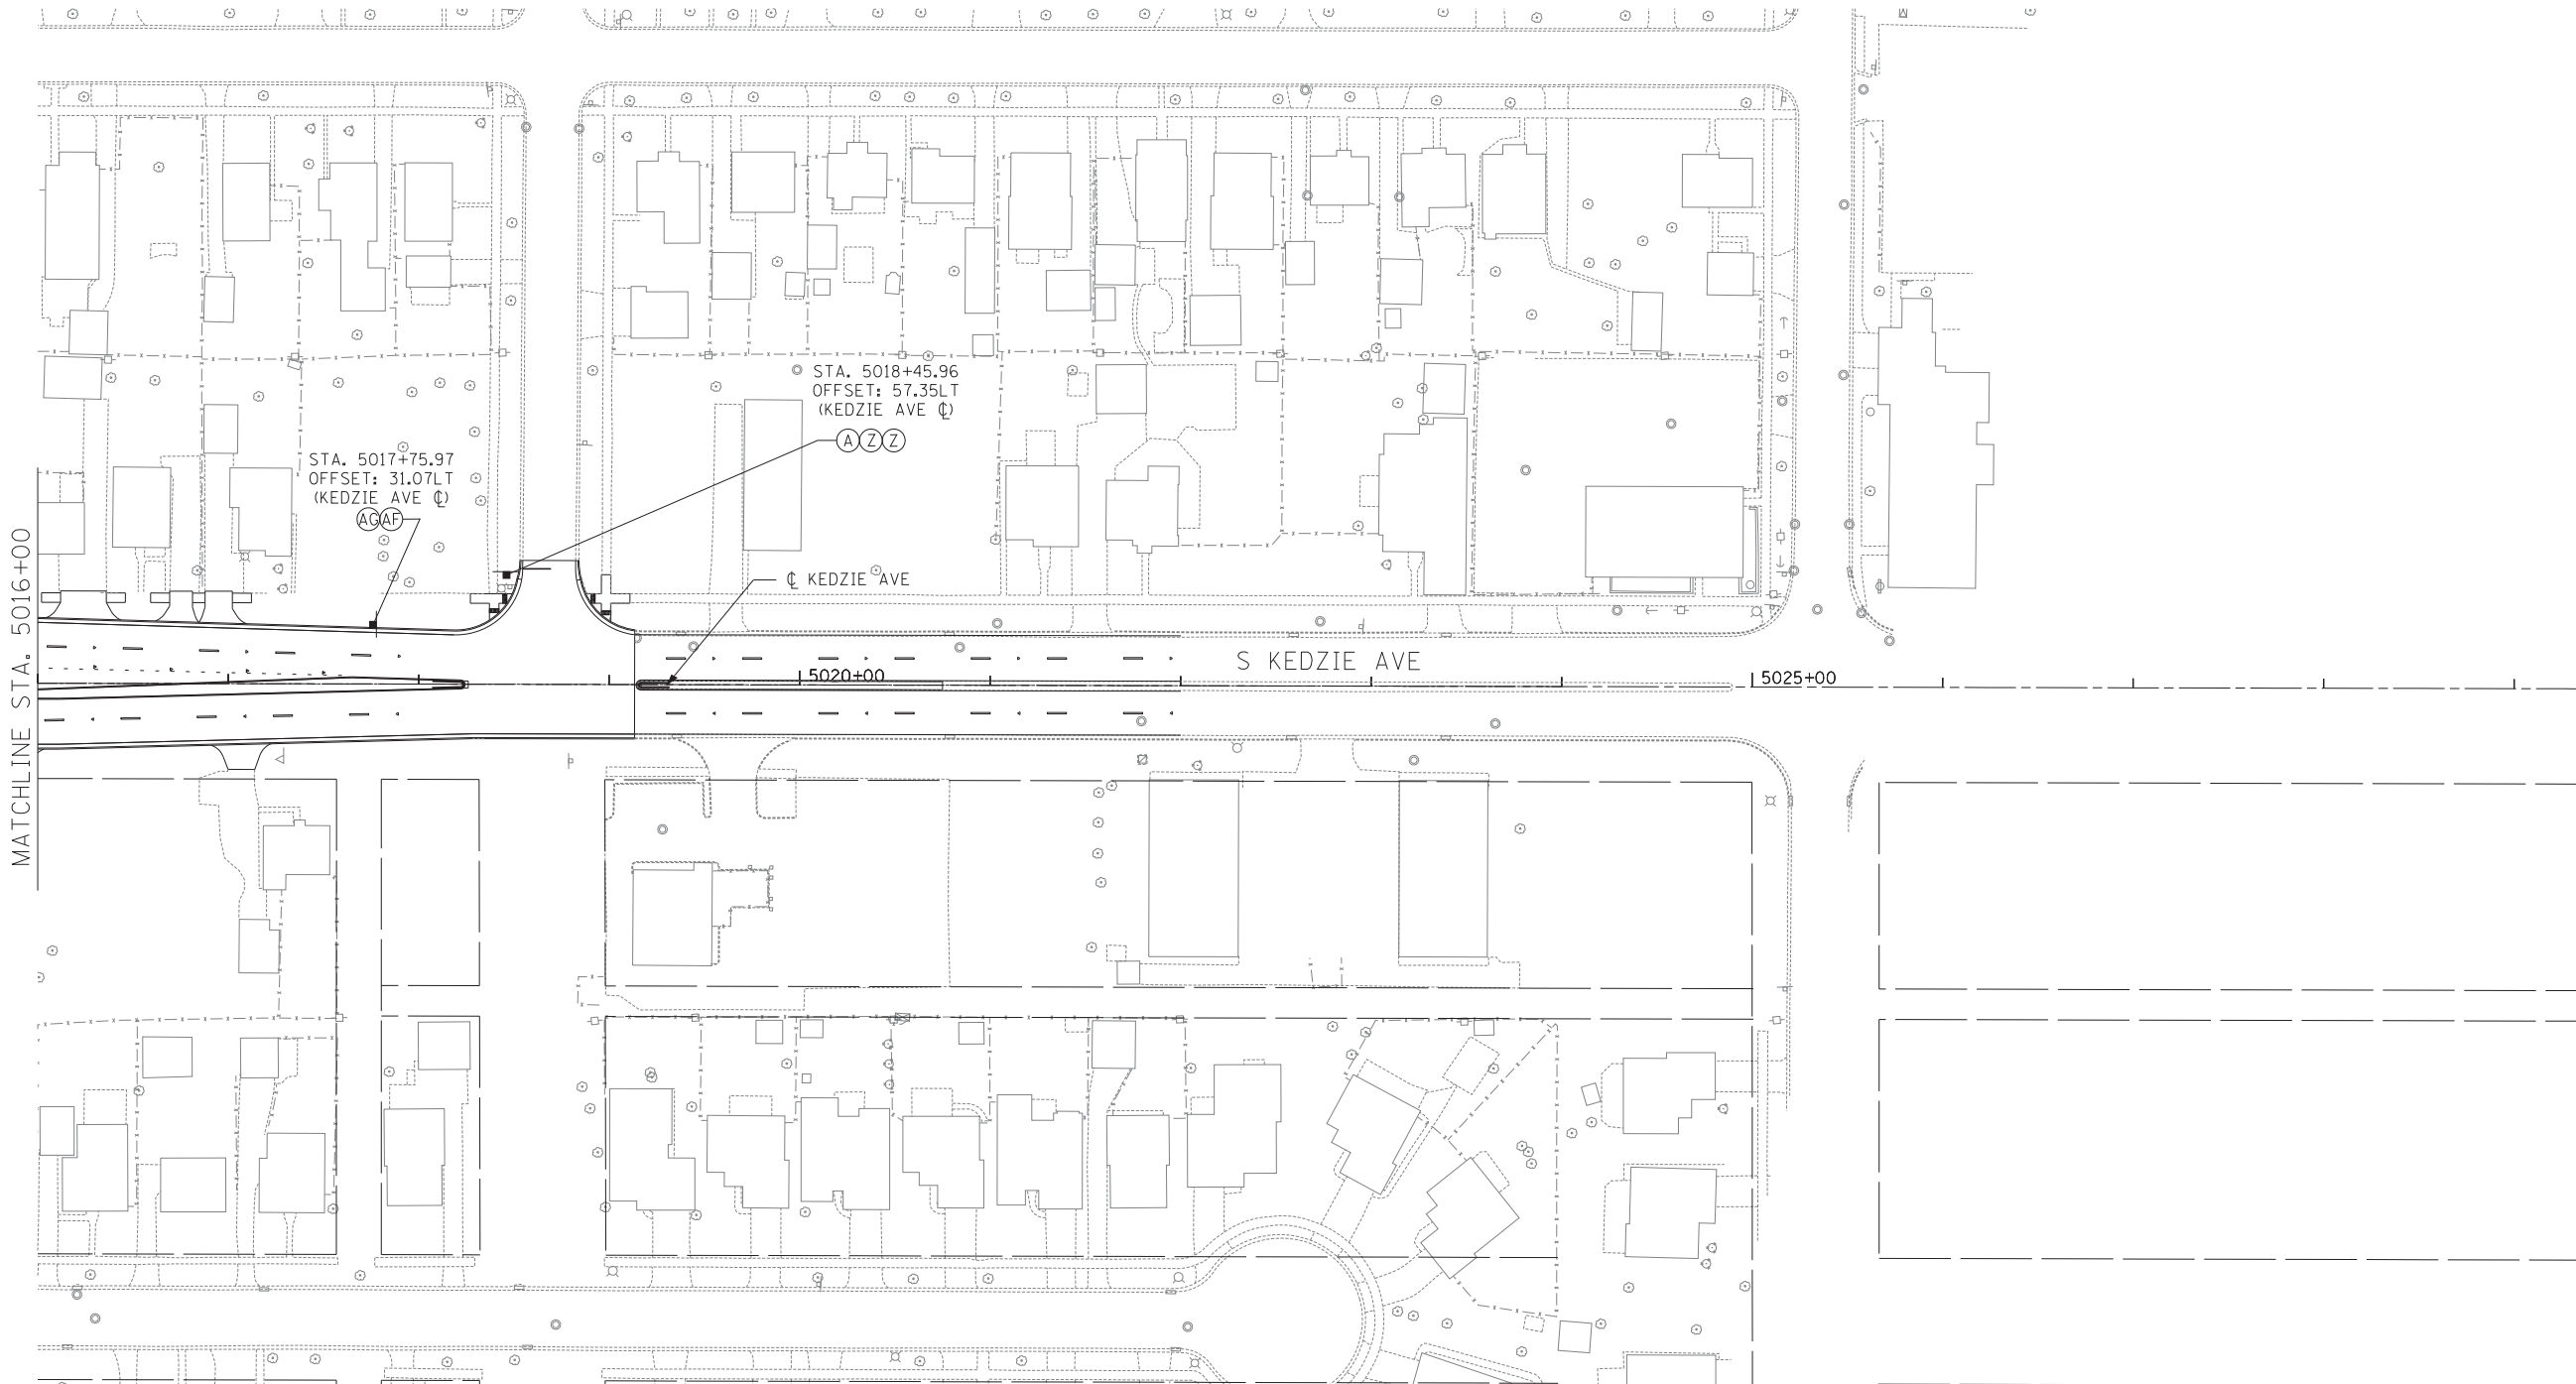 STA. 5018+45.96
OFFSET: 57.35LT
(KEDZIE AVE ℄)
A Z Z
STA. 5017+75.97
OFFSET: 31.07LT
(KEDZIE AVE ℄)
AG AF
℄ KEDZIE AVE
MATCHLINE STA. 5016+00
S KEDZIE AVE
5020+00
5025+00